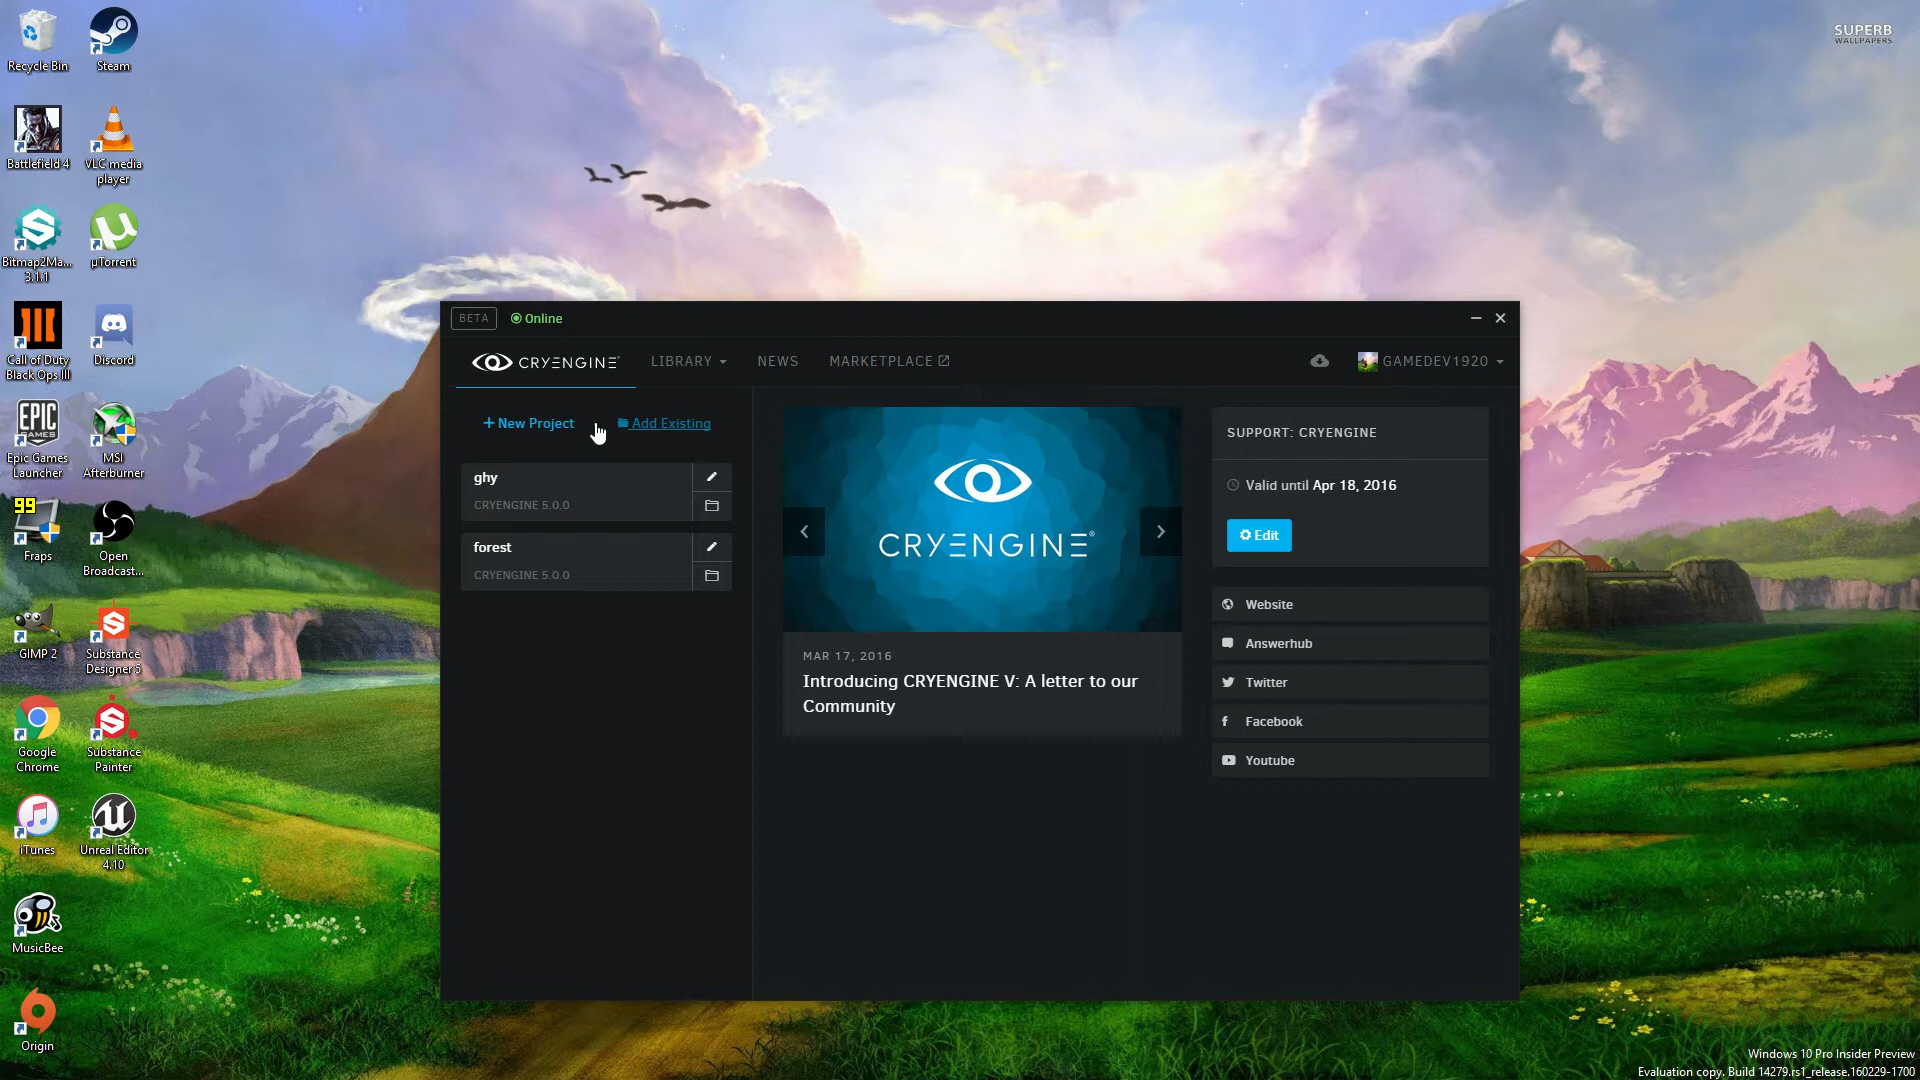 Recycle Bin
Steam
Battlefield 4
VLC media
player
Bitmap2Ma...
3.1.1
µTorrent
Call of Duty
Black Ops III
Discord
Epic Games
Launcher
MSI
Afterburner
99
Fraps
Open
Broadcast...
GIMP 2
Substance
Designer 5
Google
Chrome
Substance
Painter
iTunes
Unreal Editor
4.10
MusicBee
Origin
EPIC
GAMES
SUPERB
WALLPAPERS
BETA
Online
CRYENGINE®
LIBRARY
NEWS
MARKETPLACE
GAMEDEV1920
New Project
Add Existing
ghy
CRYENGINE 5.0.0
forest
CRYENGINE 5.0.0
CRYENGINE®
MAR 17, 2016
Introducing CRYENGINE V: A letter to our
Community
SUPPORT: CRYENGINE
Valid until Apr 18, 2016
Edit
Website
Answerhub
Twitter
Facebook
Youtube
Windows 10 Pro Insider Preview
Evaluation copy. Build 14279.rs1_release.160229-1700